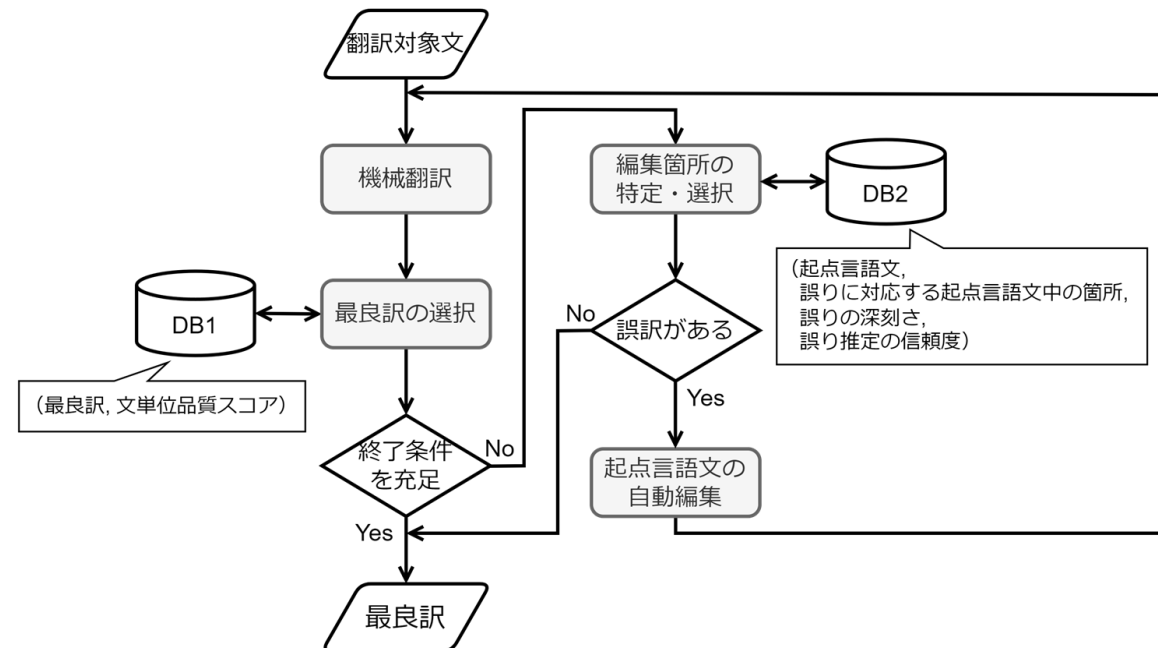 翻訳対象文
機械翻訳
最良訳の選択
DB1
(最良訳, 文単位品質スコア)
終了条件
を充足
No
Yes
最良訳
編集箇所の
特定・選択
DB2
(起点言語文,
誤りに対応する起点言語文中の箇所,
誤りの深刻さ,
誤り推定の信頼度)
誤訳がある
No
Yes
起点言語文の
自動編集